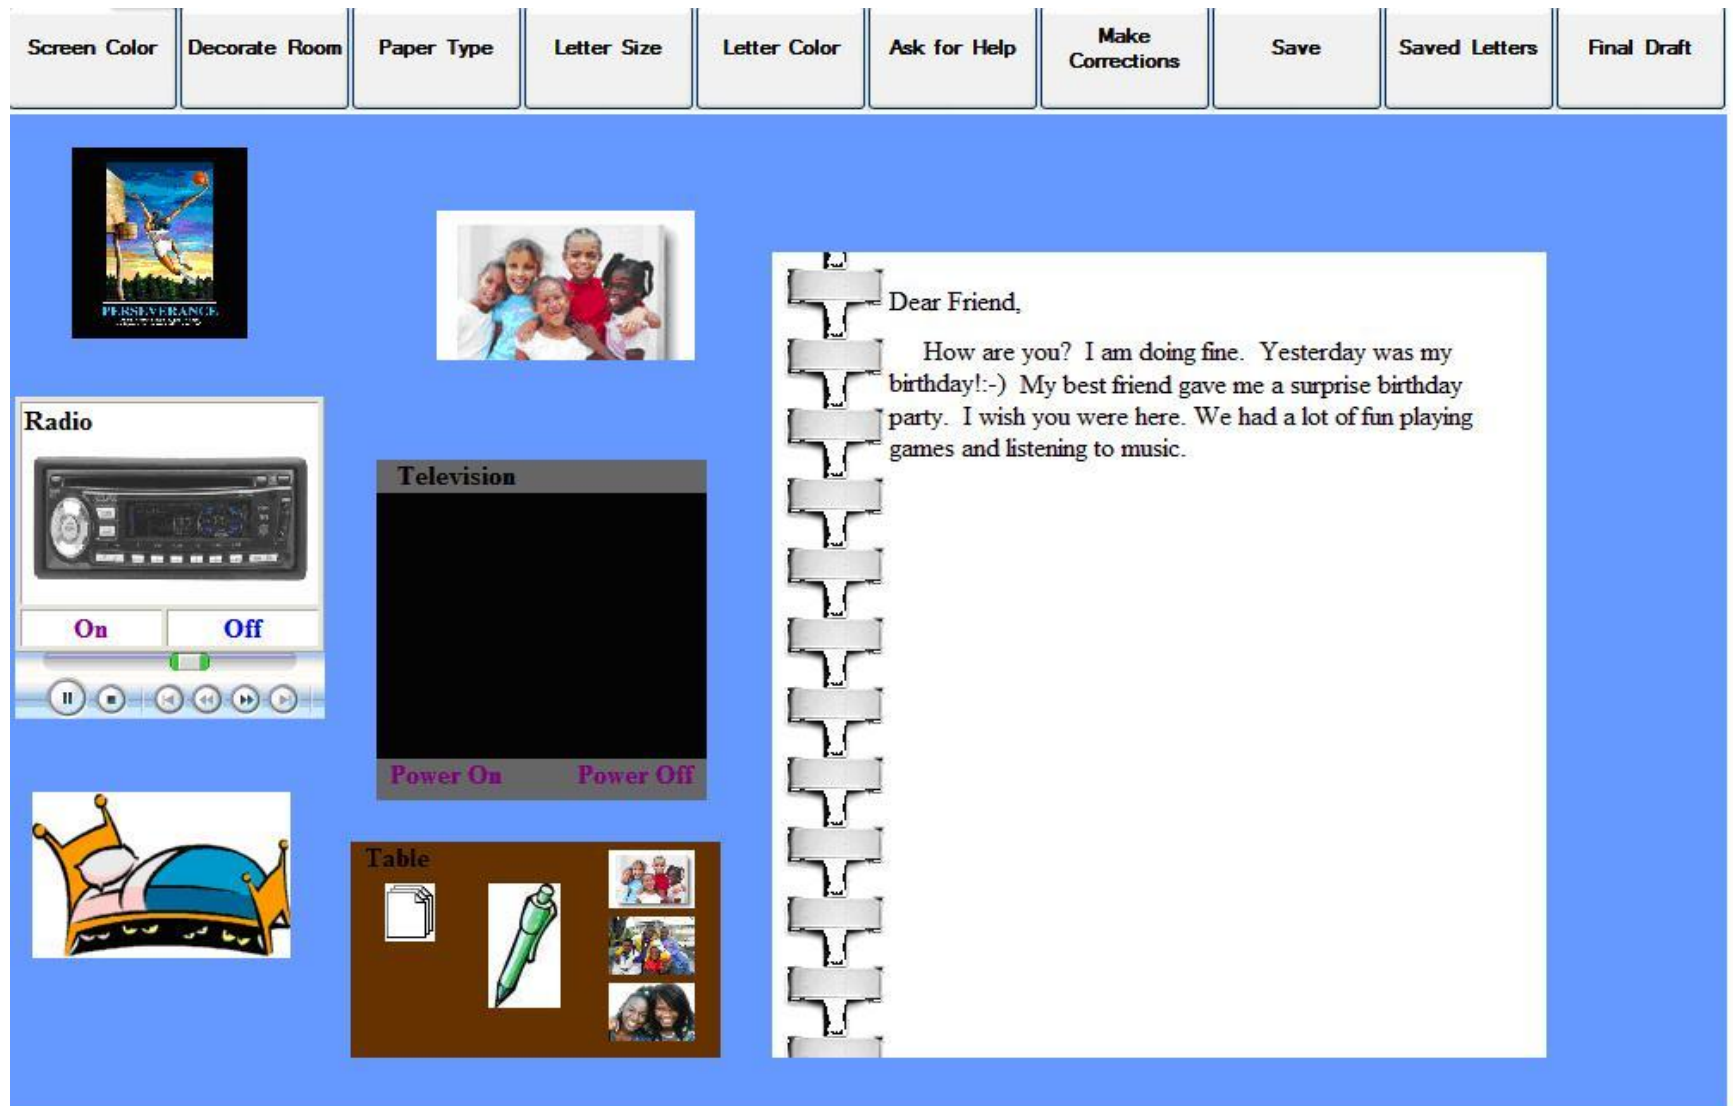 Screen Color
Decorate Room
Paper Type
Letter Size
Letter Color
Ask for Help
Make
Corrections
Save
Saved Letters
Final Draft
PERSEVERANCE
Dear Friend,
How are you?  I am doing fine.  Yesterday was my
birthday!:-)  My best friend gave me a surprise birthday
party.  I wish you were here. We had a lot of fun playing
games and listening to music.
Radio
On
Off
Television
Power On
Power Off
Table